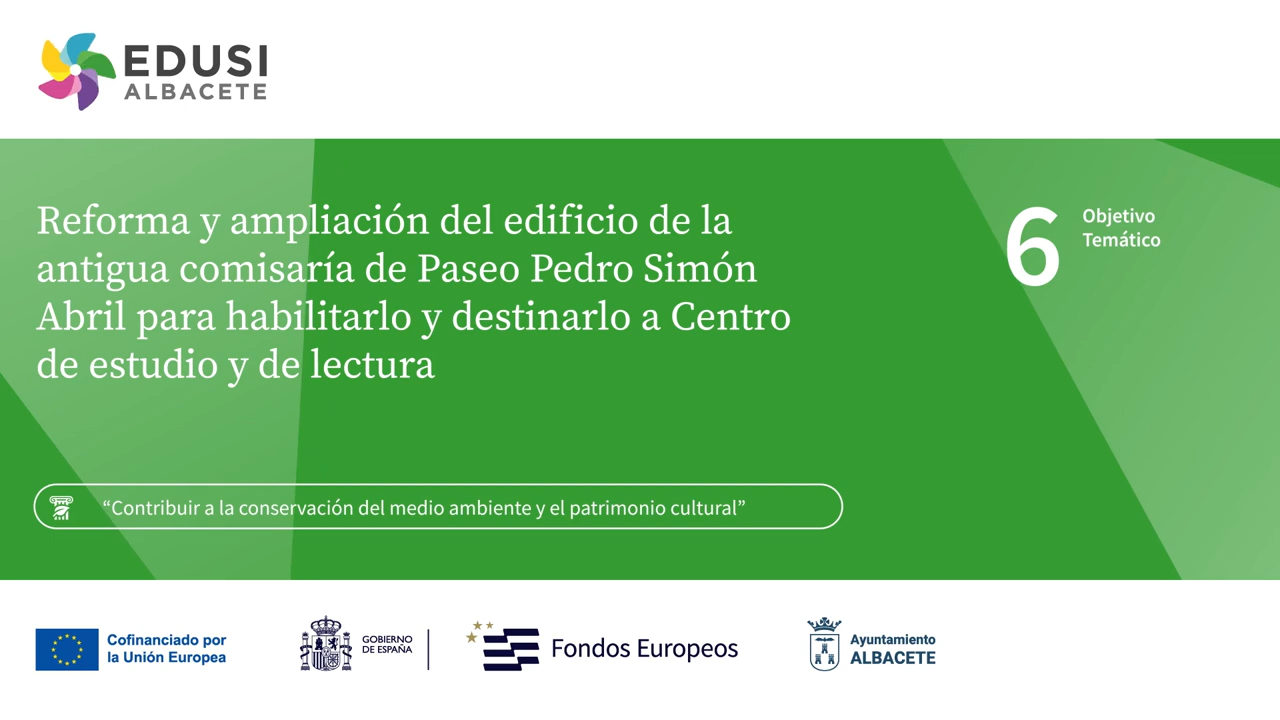 EDUSI
ALBACETE
Reforma y ampliación del edificio de la
antigua comisaría de Paseo Pedro Simón
Abril para habilitarlo y destinarlo a Centro
de estudio y de lectura
6
Objetivo
Temático
“Contribuir a la conservación del medio ambiente y el patrimonio cultural”
Cofinanciado por
la Unión Europea
GOBIERNO
DE ESPAÑA
Fondos Europeos
Ayuntamiento
ALBACETE